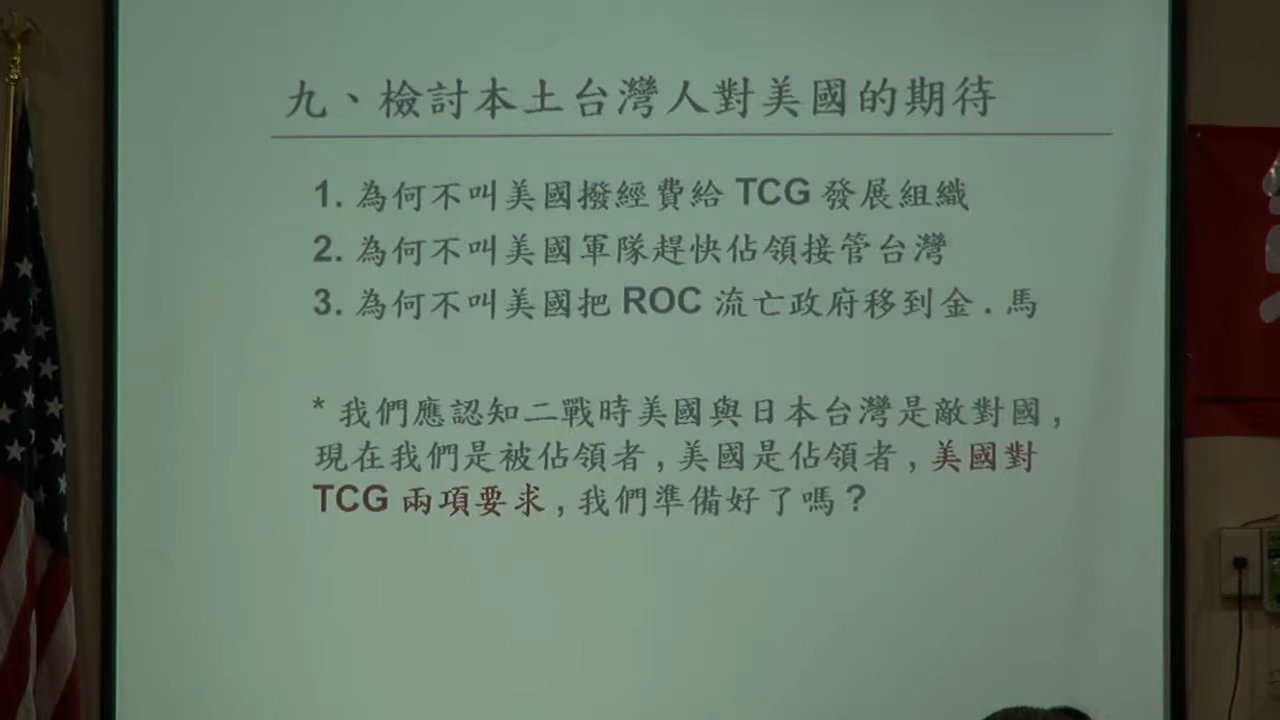 九、檢討本土台灣人對美國的期待
1. 為何不叫美國撥經費給 TCG 發展組織
2. 為何不叫美國軍隊趕快佔領接管台灣
3. 為何不叫美國把 ROC 流亡政府移到金.馬
* 我們應認知二戰時美國與日本台灣是敵對國,
現在我們是被佔領者,美國是佔領者,美國對
TCG 兩項要求,我們準備好了嗎?